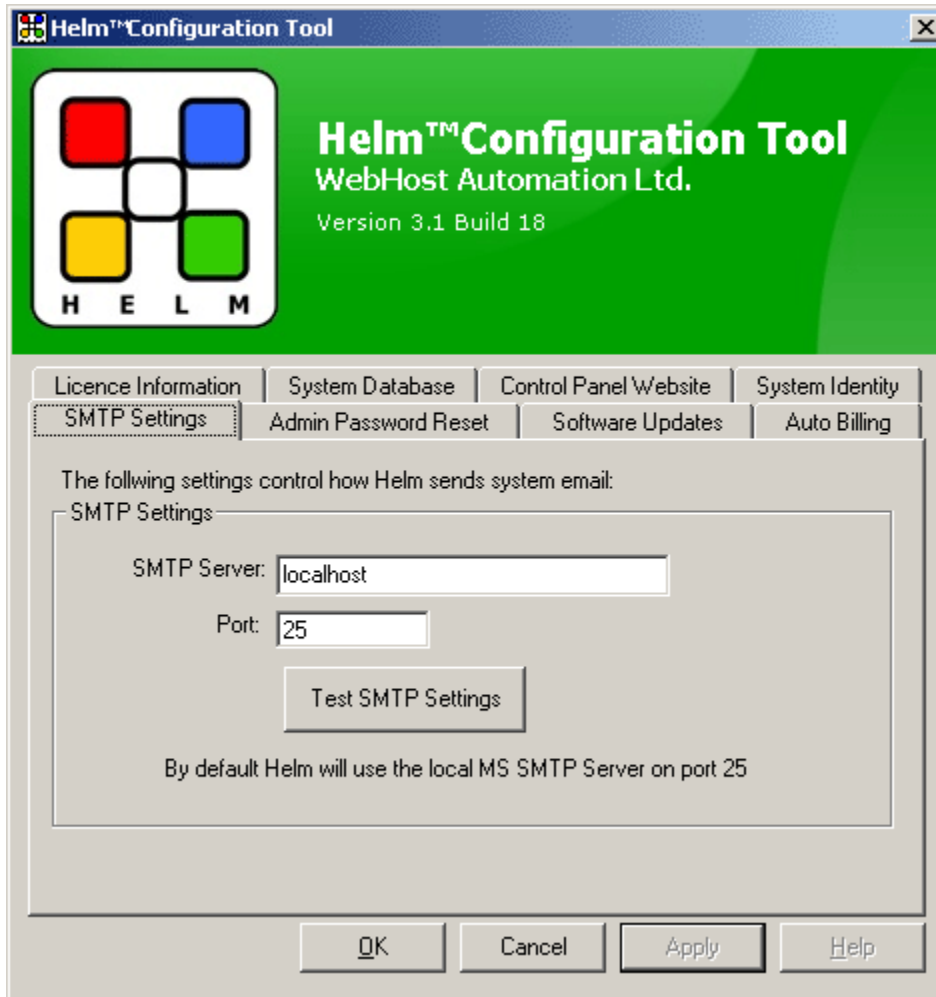 Helm™Configuration Tool
Helm™Configuration Tool
WebHost Automation Ltd.
Version 3.1 Build 18
H E L M
Licence Information System Database Control Panel Website System Identity
SMTP Settings Admin Password Reset Software Updates Auto Billing
The follwing settings control how Helm sends system email:
SMTP Settings
SMTP Server: localhost
Port: 25
Test SMTP Settings
By default Helm will use the local MS SMTP Server on port 25
OK Cancel Apply Help